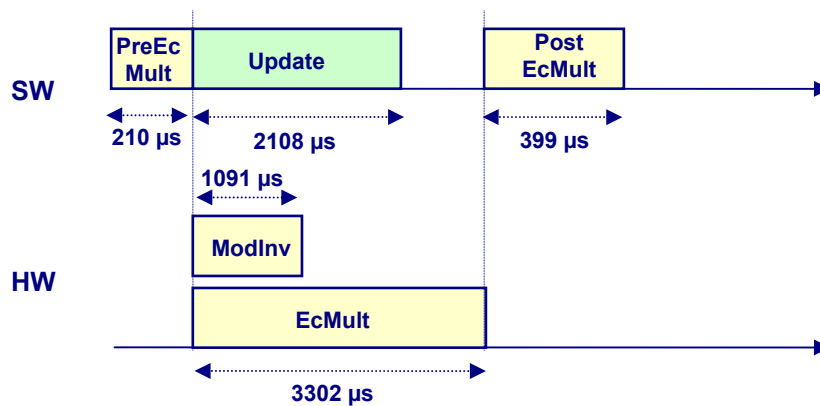 PreEc
Mult
Update
Post
EcMult
SW
210 µs
2108 µs
399 µs
1091 µs
ModInv
HW
EcMult
3302 µs